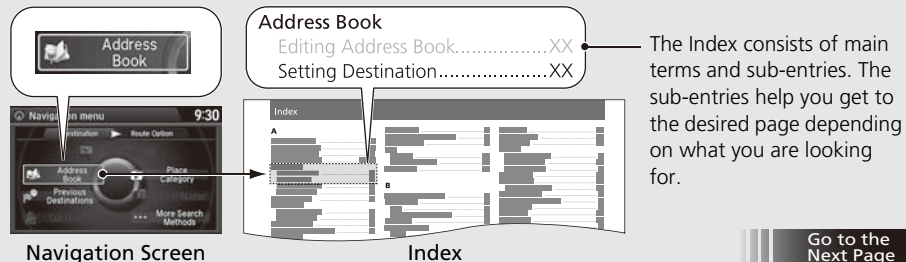 Address
Book
Address Book
Editing Address Book................XX
Setting Destination.....................XX
The Index consists of main
terms and sub-entries. The
sub-entries help you get to
the desired page depending
on what you are looking
for.
Navigation menu
9:30
Destination
Route Option
Address
Book
Place
Category
Previous
Destinations
More Search
Methods
Index
A
B
Navigation Screen
Index
Go to the
Next Page